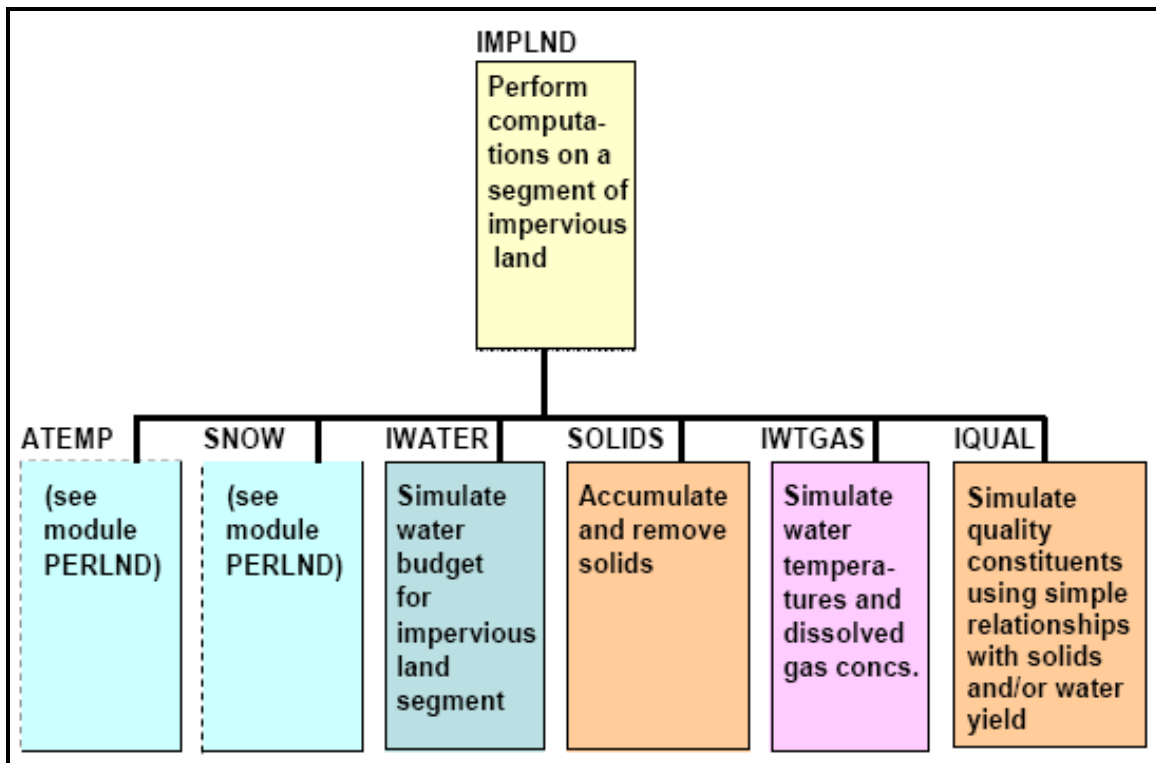 IMPLND
Perform
computa-
tions on a
segment of
impervious
land
ATEMP
(see
module
PERLND)
SNOW
(see
module
PERLND)
IWATER
Simulate
water
budget
for
impervious
land
segment
SOLIDS
Accumulate
and remove
solids
IWTGAS
Simulate
water
tempera-
tures and
dissolved
gas concs.
IQUAL
Simulate
quality
constituents
using simple
relationships
with solids
and/or water
yield